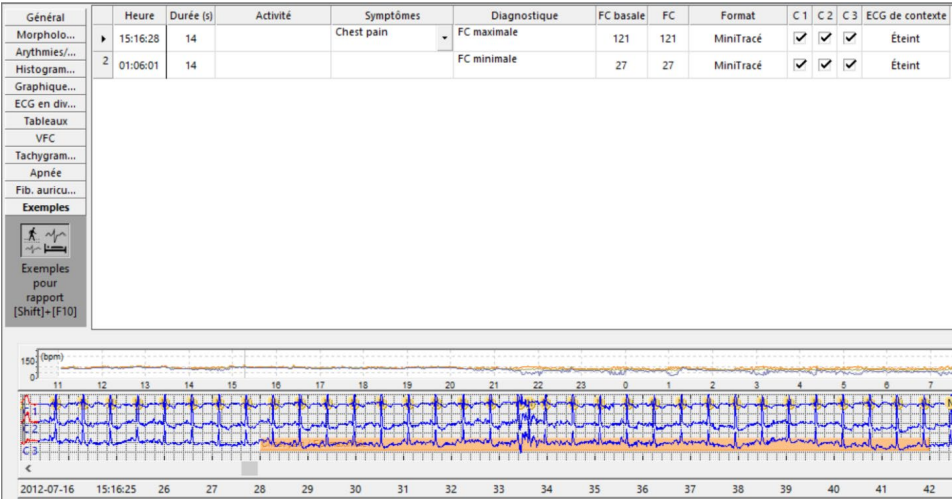 Général
Morpholo...
Arythmies/...
Histogram...
Graphique...
ECG en div...
Tableaux
VFC
Tachygram...
Apnée
Fib. auricu...
Exemples
Exemples
pour
rapport
[Shift]+[F10]
Heure Durée (s) Activité Symptômes Diagnostique FC basale FC Format C 1 C 2 C 3 ECG de contexte
15:16:28 14 Chest pain FC maximale 121 121 MiniTracé Éteint
2 01:06:01 14 FC minimale 27 27 MiniTracé Éteint
150 (bpm)
0
11 12 13 14 15 16 17 18 19 20 21 22 23 0 1 2 3 4 5 6 7
C 1
C 2
C 3
2012-07-16 15:16:25 26 27 28 29 30 31 32 33 34 35 36 37 38 39 40 41 42